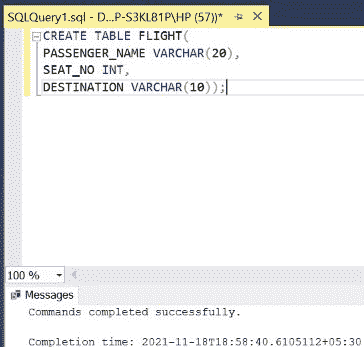 SQLQuery1.sql - D...P-S3KL81P\HP (57))*
CREATE TABLE FLIGHT(
PASSENGER_NAME VARCHAR(20),
SEAT_NO INT,
DESTINATION VARCHAR(10));
100 %
Messages
Commands completed successfully.
Completion time: 2021-11-18T18:58:40.6105112+05:30